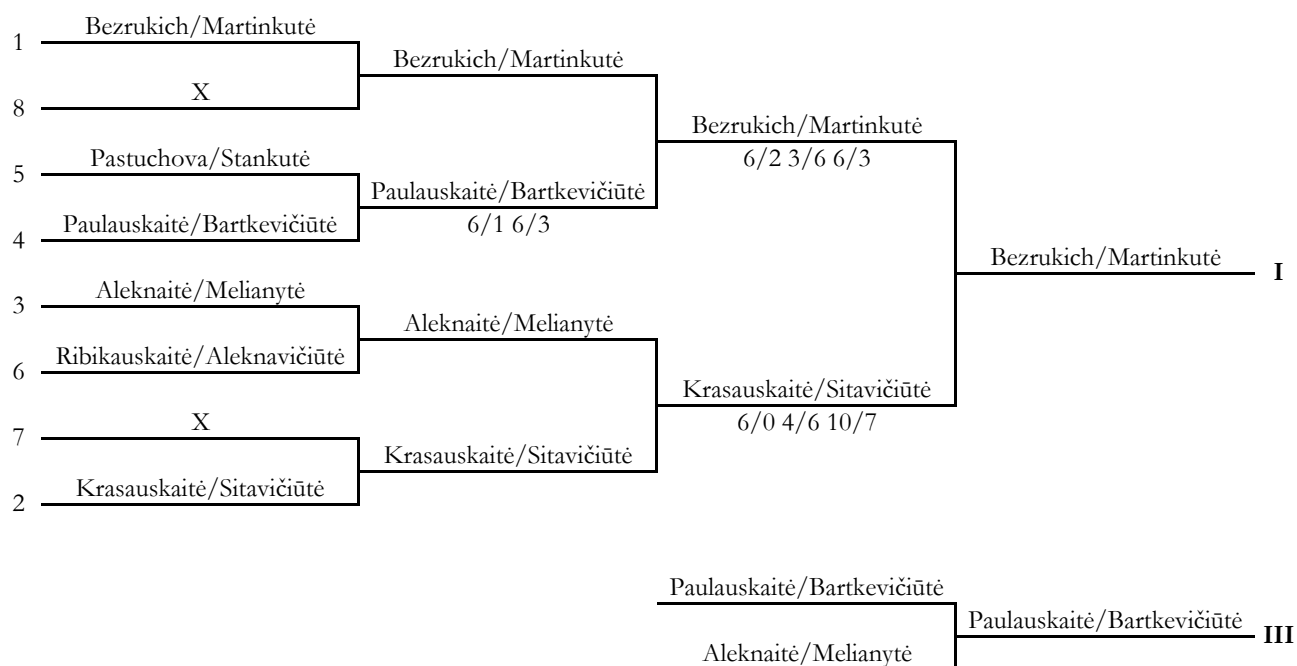 Bezrukich/Martinkutė
1
Bezrukich/Martinkutė
X
8
Bezrukich/Martinkutė
6/2 3/6 6/3
Pastuchova/Stankutė
5
Paulauskaitė/Bartkevičiūtė
6/1 6/3
Paulauskaitė/Bartkevičiūtė
4
Bezrukich/Martinkutė I
Aleknaitė/Melianytė
3
Aleknaitė/Melianytė
Ribikauskaitė/Aleknavičiūtė
6
Krasauskaitė/Sitavičiūtė
6/0 4/6 10/7
X
7
Krasauskaitė/Sitavičiūtė
Krasauskaitė/Sitavičiūtė
2
Paulauskaitė/Bartkevičiūtė
Paulauskaitė/Bartkevičiūtė III
Aleknaitė/Melianytė